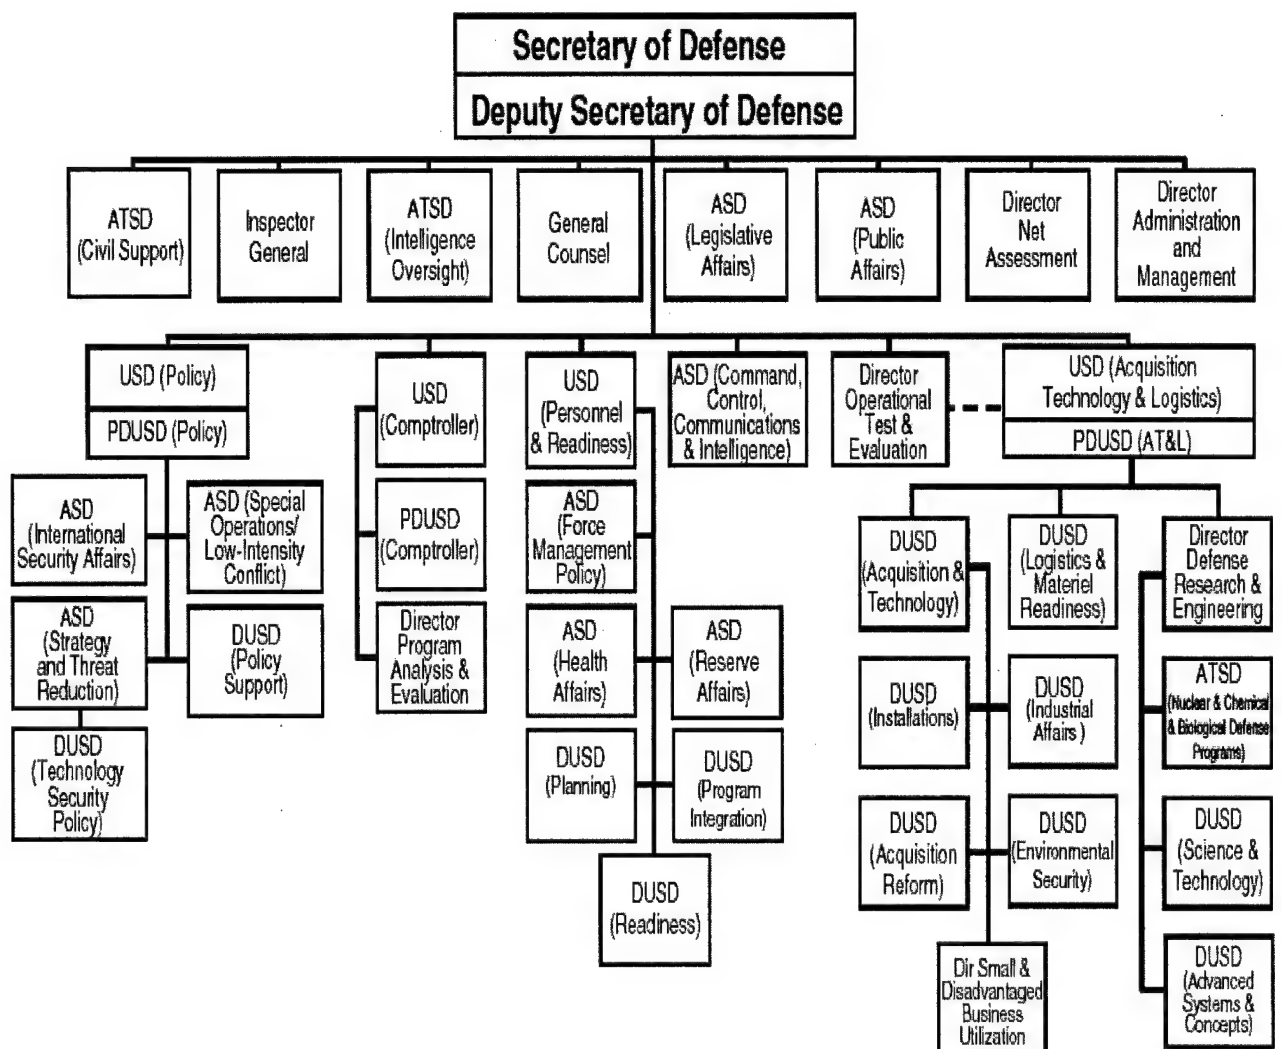 Secretary of Defense
Deputy Secretary of Defense
ATSD
(Civil Support)
Inspector
General
ATSD
(Intelligence
Oversight)
General
Counsel
ASD
(Legislative
Affairs)
ASD
(Public
Affairs)
Director
Net
Assessment
Director
Administration
and
Management
USD (Policy)
PDUSD (Policy)
USD
(Comptroller)
USD
(Personnel
& Readiness)
ASD (Command,
Control,
Communications
& Intelligence)
Director
Operational
Test &
Evaluation
USD (Acquisition
Technology & Logistics)
PDUSD (AT&L)
ASD
(International
Security Affairs)
ASD (Special
Operations/
Low-Intensity
Conflict)
ASD
(Strategy
and Threat
Reduction)
DUSD
(Policy
Support)
DUSD
(Technology
Security
Policy)
PDUSD
(Comptroller)
Director
Program
Analysis &
Evaluation
ASD
(Force
Management
Policy)
ASD
(Health
Affairs)
ASD
(Reserve
Affairs)
DUSD
(Planning)
DUSD
(Program
Integration)
DUSD
(Readiness)
DUSD
(Acquisition &
Technology)
DUSD
(Logistics &
Materiel
Readiness)
Director
Defense
Research &
Engineering
DUSD
(Installations)
DUSD
(Industrial
Affairs )
ATSD
(Nuclear & Chemical
& Biological Defense
Programs)
DUSD
(Acquisition
Reform)
DUSD
(Environmental
Security)
DUSD
(Science &
Technology)
Dir Small &
Disadvantaged
Business
Utilization
DUSD
(Advanced
Systems &
Concepts)